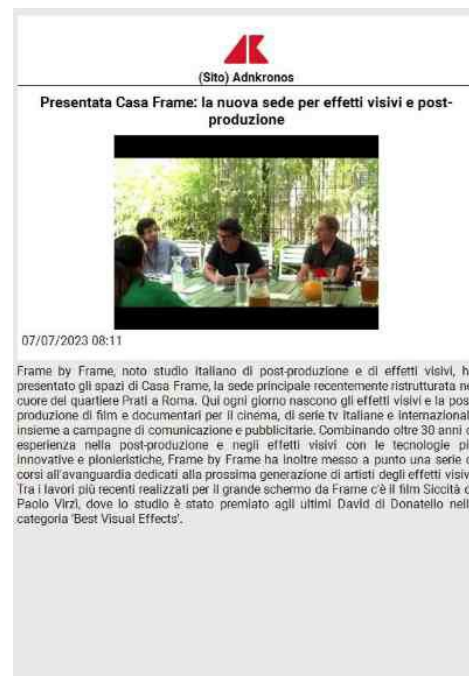 (Sito) Adnkronos
Presentata Casa Frame: la nuova sede per effetti visivi e post-
produzione
07/07/2023 08:11
Frame by Frame, noto studio italiano di post-produzione e di effetti visivi, h
presentato gli spazi di Casa Frame, la sede principale recentemente ristrutturata ne
cuore del quartiere Prati a Roma. Qui ogni giorno nascono gli effetti visivi e la pos
produzione di film e documentari per il cinema, di serie tv italiane e internazional
insieme a campagne di comunicazione e pubblicitarie. Combinando oltre 30 anni d
esperienza nella post-produzione e negli effetti visivi con le tecnologie pi
innovative e pionieristiche, Frame by Frame ha inoltre messo a punto una serie d
corsi all'avanguardia dedicati alla prossima generazione di artisti degli effetti visiv
Tra i lavori più recenti realizzati per il grande schermo da Frame c'è il film Siccità d
Paolo Virzì, dove lo studio è stato premiato agli ultimi David di Donatello nell
categoria 'Best Visual Effects'.